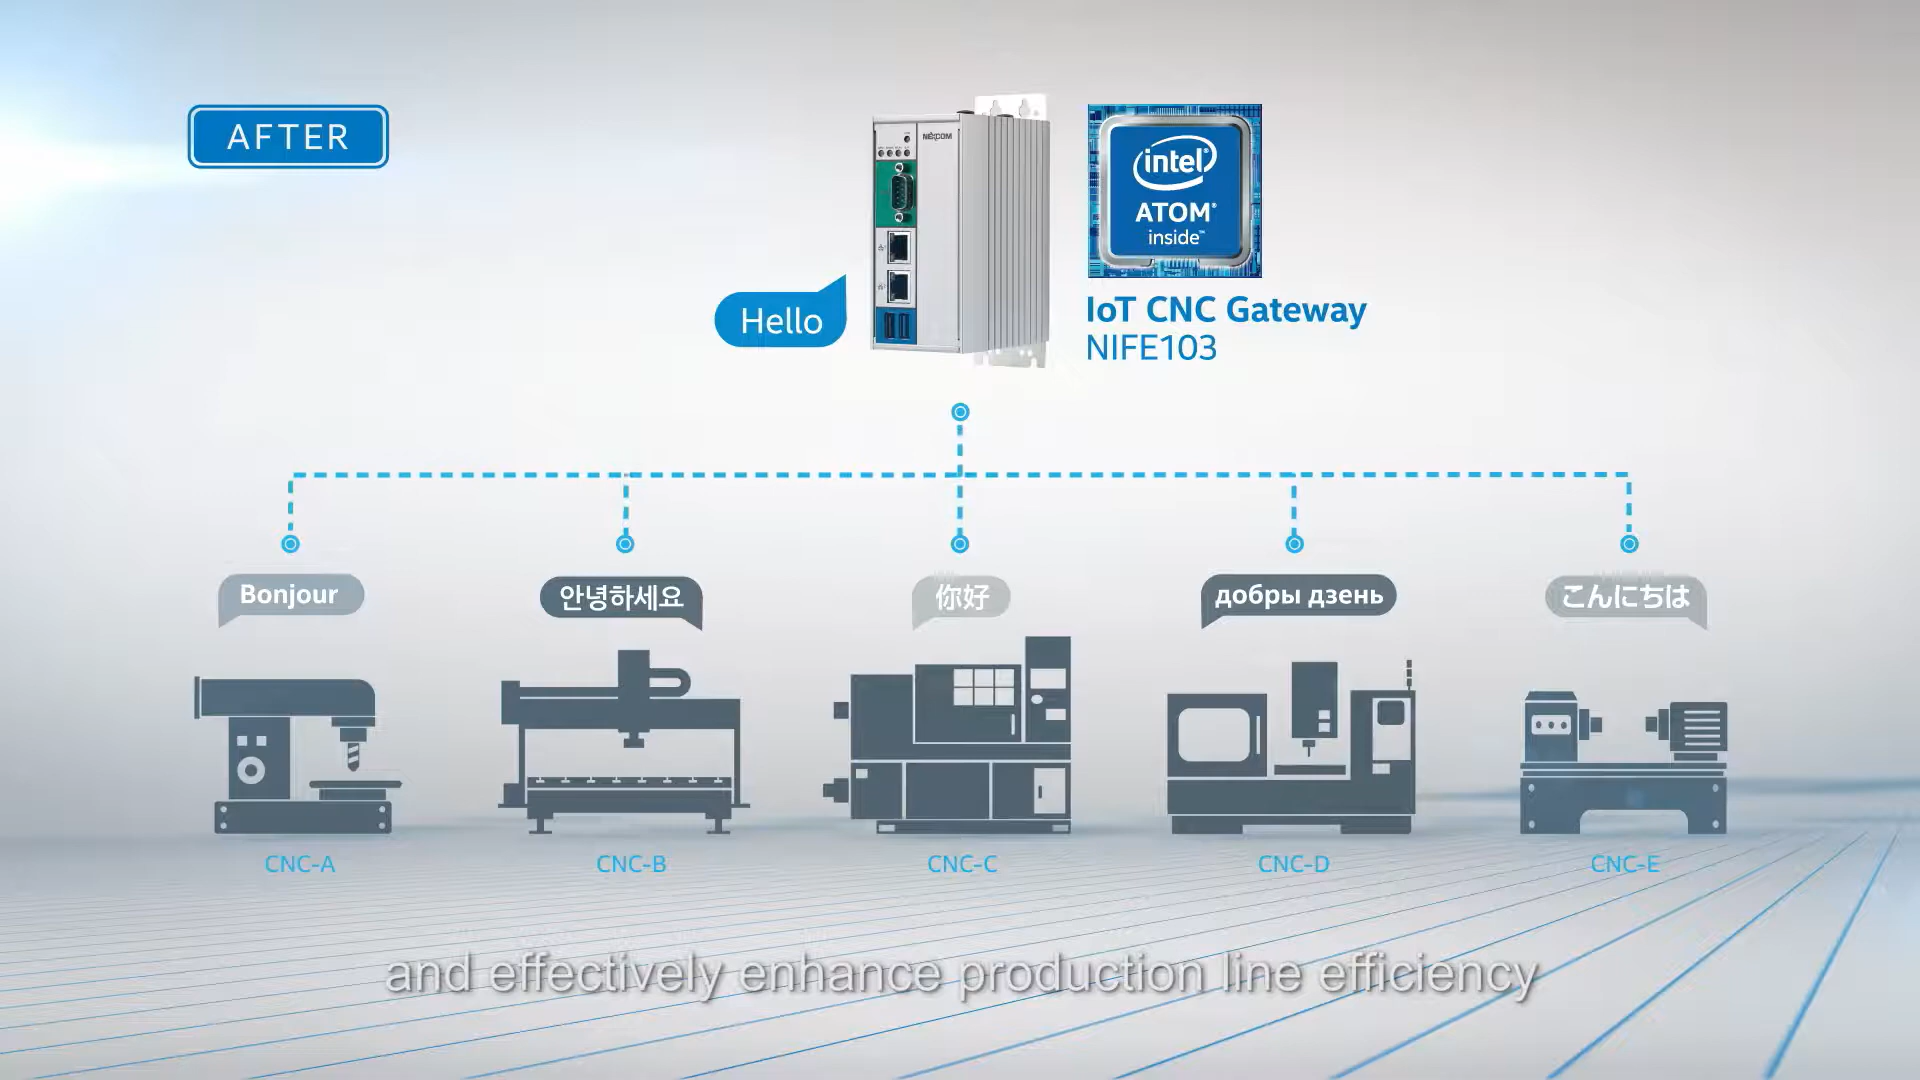 AFTER
NEXCOM
intel
ATOM®
inside™
IoT CNC Gateway
NIFE103
Hello
Bonjour
안녕하세요
你好
добры дзень
こんにちは
CNC-A
CNC-B
CNC-C
CNC-D
CNC-E
and effectively enhance production line efficiency